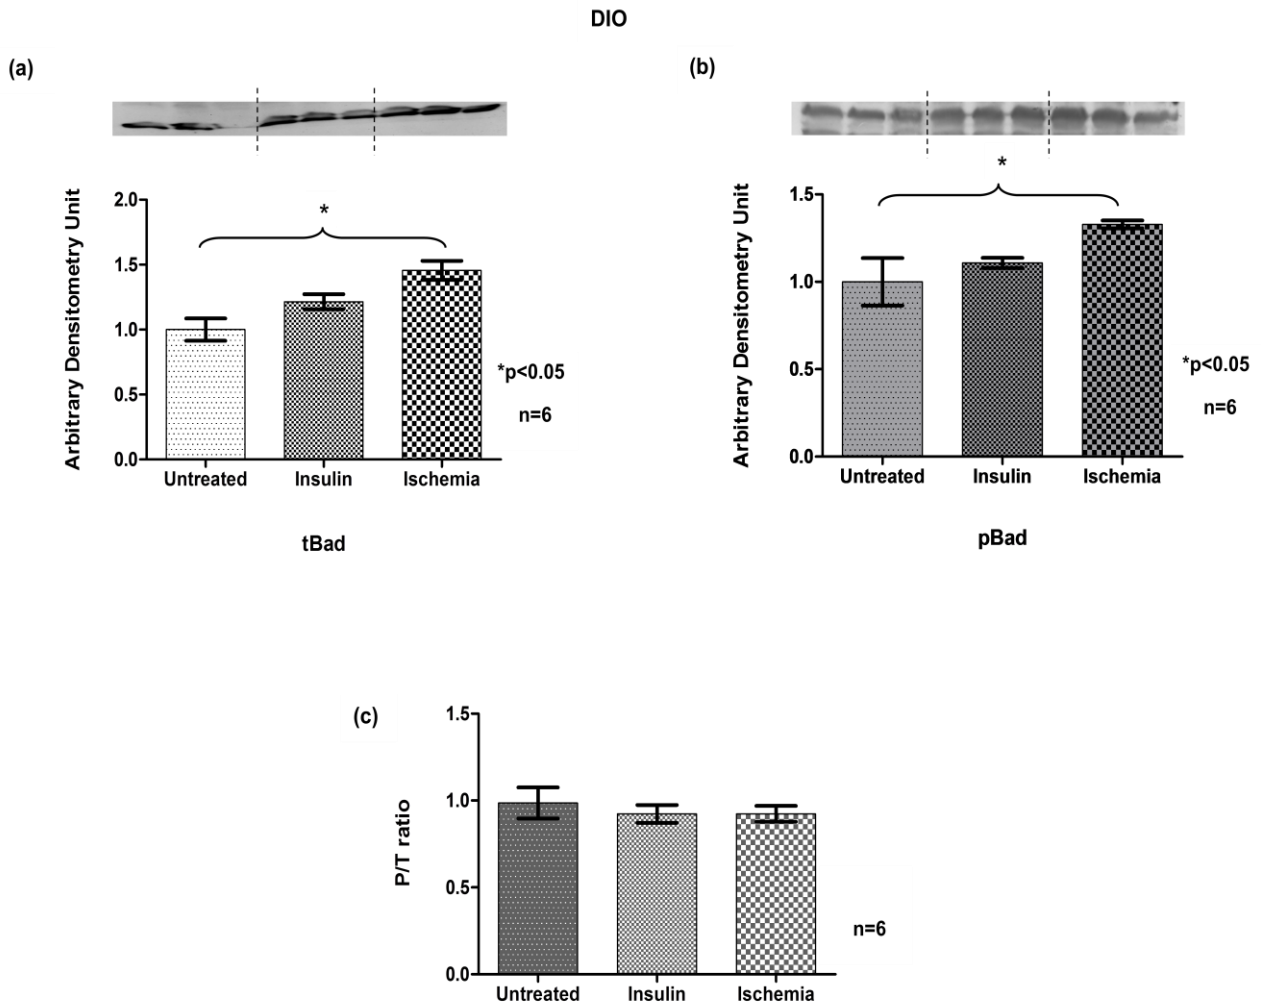 DIO
(a)
*
Arbitrary Densitometry Unit
2.0
1.5
1.0
0.5
0.0
Untreated Insulin Ischemia
*p<0.05
n=6
tBad
(b)
*
Arbitrary Densitometry Unit
1.5
1.0
0.5
0.0
Untreated Insulin Ischemia
*p<0.05
n=6
pBad
(c)
P/T ratio
1.5
1.0
0.5
0.0
Untreated Insulin Ischemia
n=6